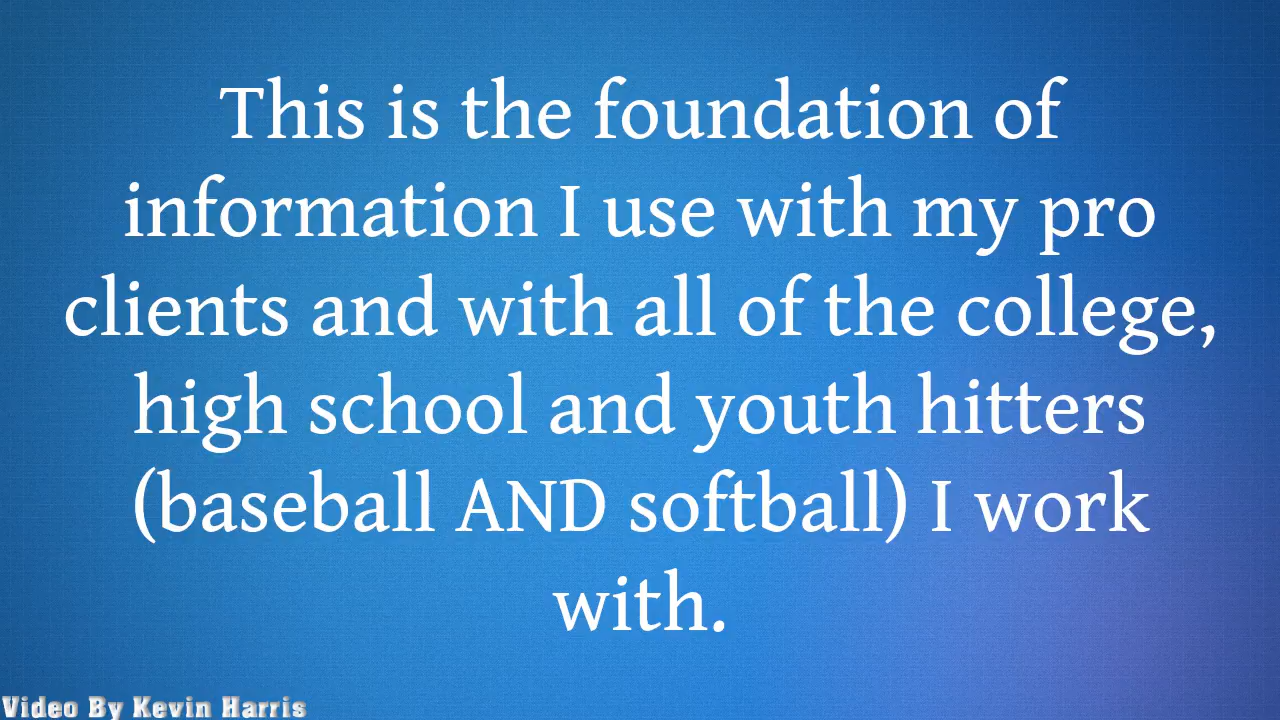 This is the foundation of
information I use with my pro
clients and with all of the college,
high school and youth hitters
(baseball AND softball) I work
with.
Video By Kevin Harris